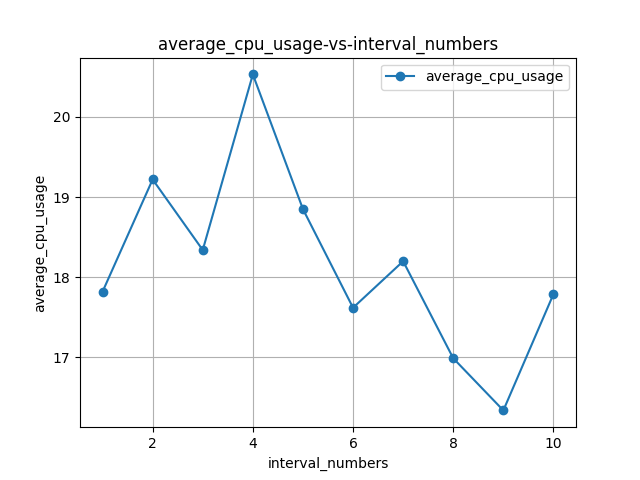 average_cpu_usage-vs-interval_numbers
average_cpu_usage
20
19
18
17
average_cpu_usage
2
4
6
8
10
interval_numbers